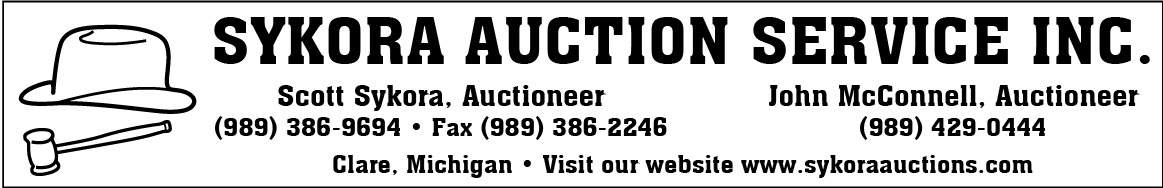 SYKORA AUCTION SERVICE INC.
Scott Sykora, Auctioneer
(989) 386-9694 • Fax (989) 386-2246
John McConnell, Auctioneer
(989) 429-0444
Clare, Michigan • Visit our website www.sykoraauctions.com